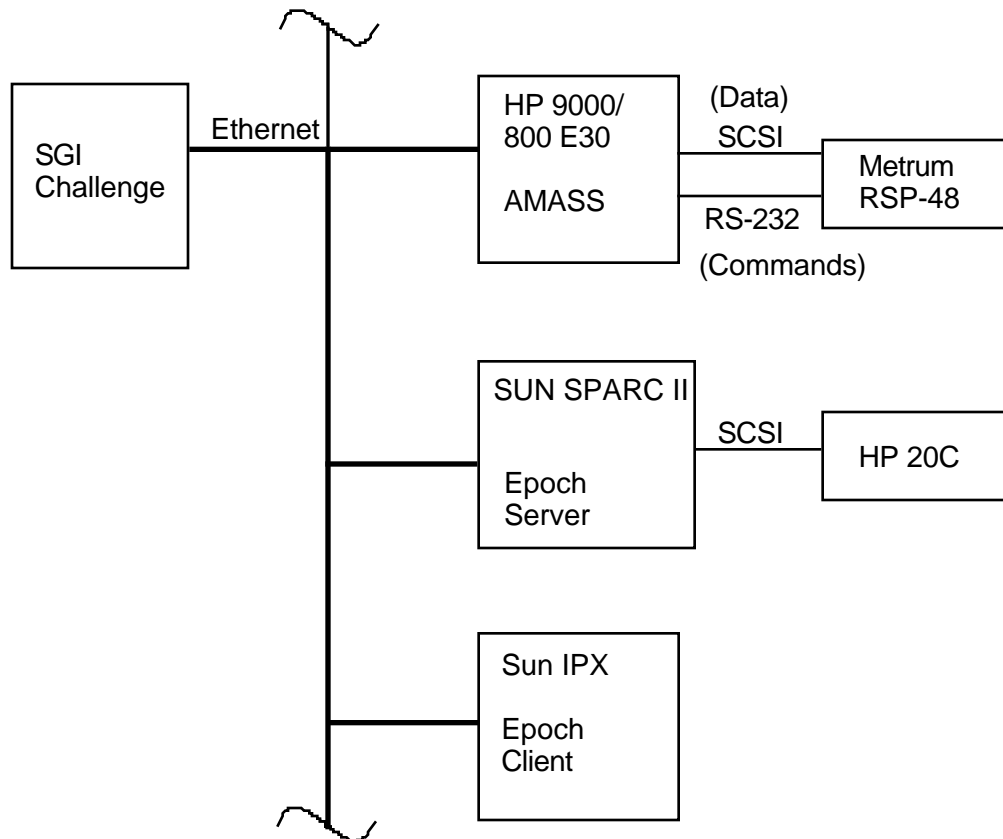 SGI
Challenge
Ethernet
HP 9000/
800 E30
AMASS
(Data)
SCSI
RS-232
(Commands)
Metrum
RSP-48
SUN SPARC II
Epoch
Server
SCSI
HP 20C
Sun IPX
Epoch
Client